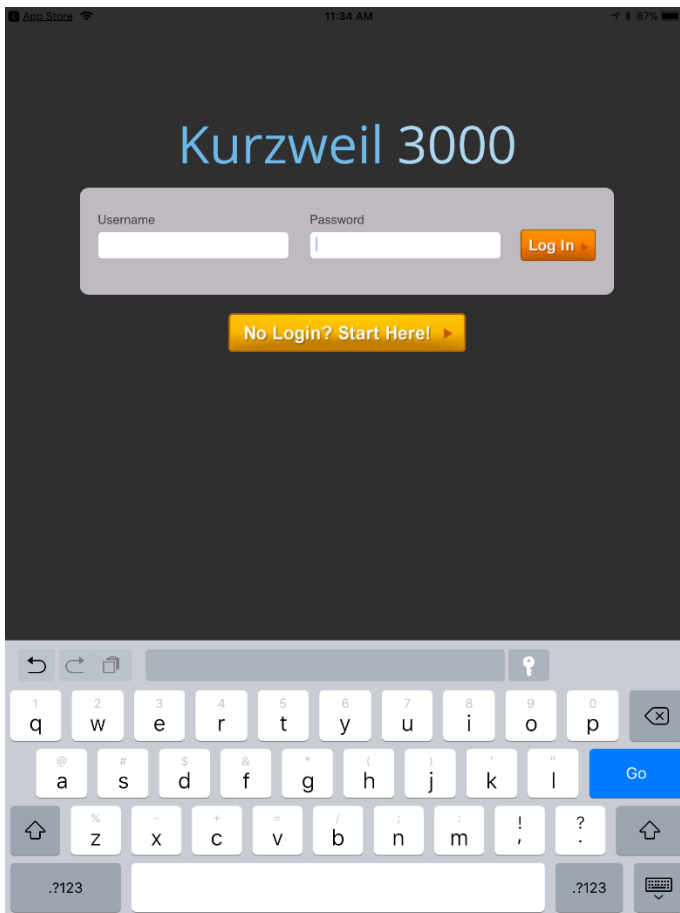 App Store 11:34 AM 87%
Kurzweil 3000
Username Password
Log In
No Login? Start Here!
1 2 3 4 5 6 7 8 9 0
q w e r t y u i o p
@ # $ & * ( ) ' "
a s d f g h j k l Go
% - + = / ; : ! ?
z x c v b n m , .
.?123 .?123